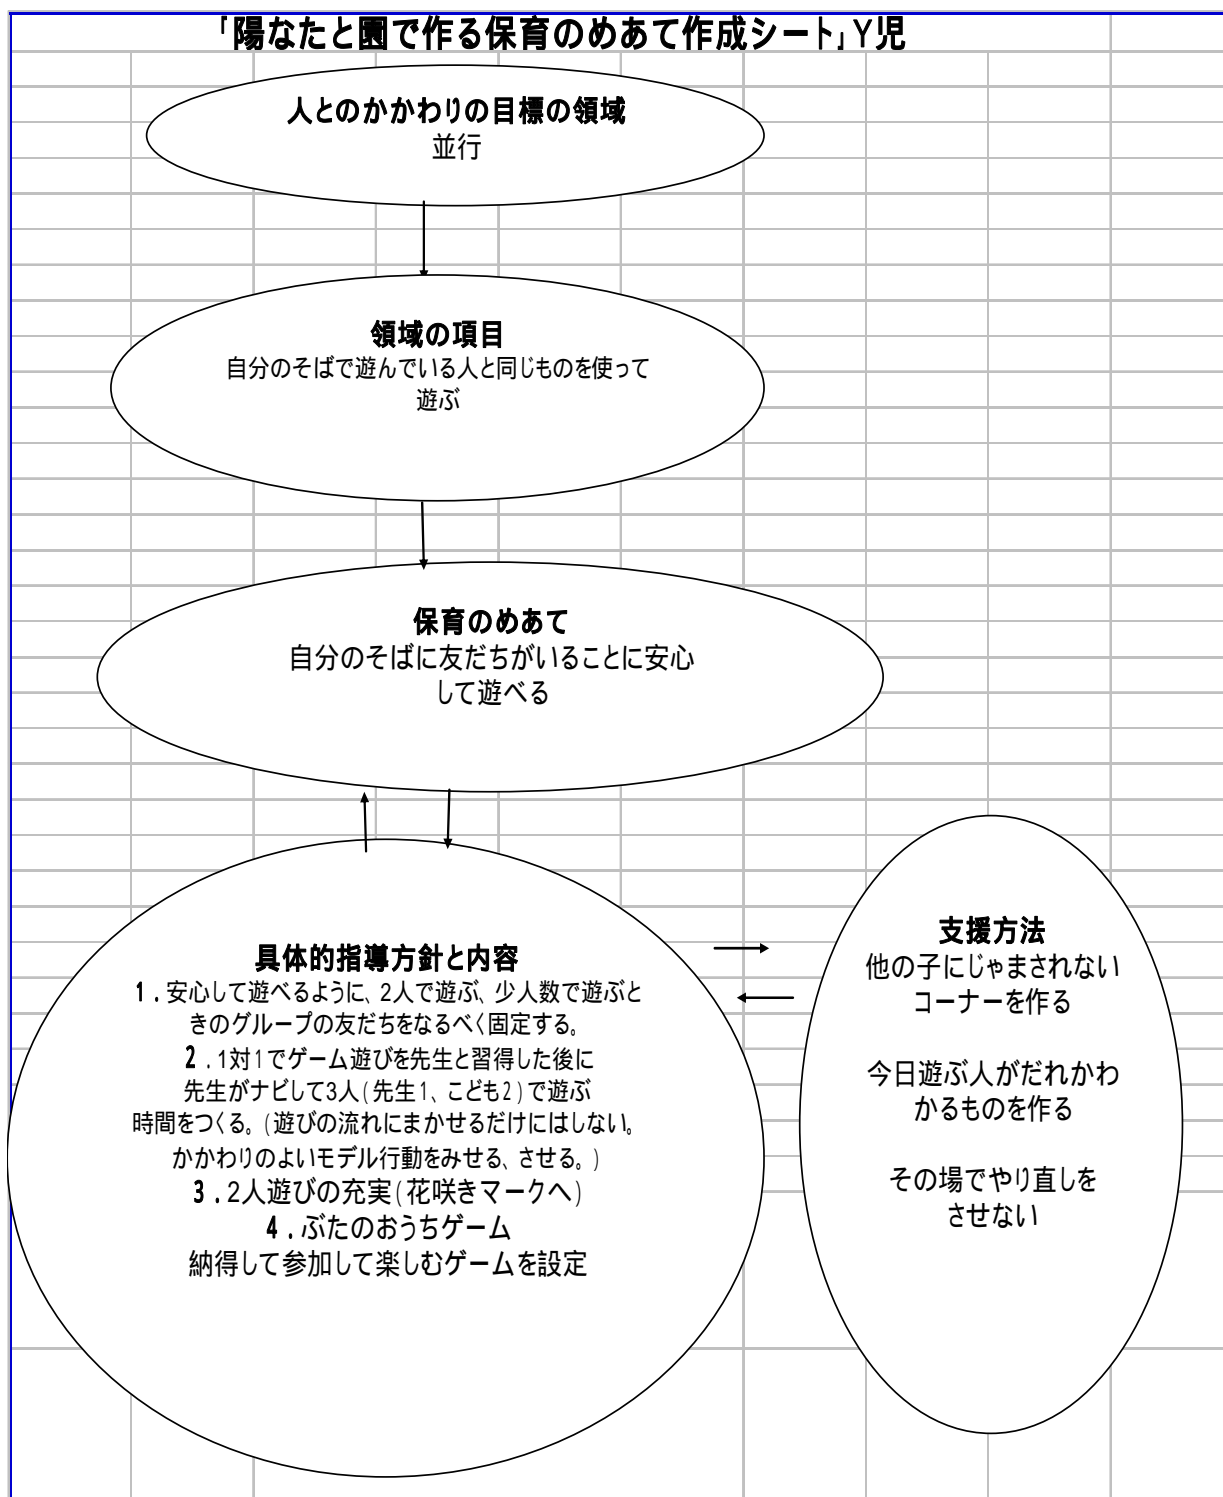 「陽なたと園で作る保育のめあて作成シート」Y児
人とのかかわりの目標の領域
並行
領域の項目
自分のそばで遊んでいる人と同じものを使って
遊ぶ
保育のめあて
自分のそばに友だちがいることに安心
して遊べる
具体的指導方針と内容
1．安心して遊べるように、2人で遊ぶ、少人数で遊ぶと
きのグループの友だちをなるべく固定する。
2．1対1でゲーム遊びを先生と習得した後に
先生がナビして3人(先生1、こども2)で遊ぶ
時間をつくる。(遊びの流れにまかせるだけにはしない。
かかわりのよいモデル行動をみせる、させる。)
3．2人遊びの充実(花咲きマークへ)
4．ぶたのおうちゲーム
納得して参加して楽しむゲームを設定
支援方法
他の子にじゃまされない
コーナーを作る
今日遊ぶ人がだれかわ
かるものを作る
その場でやり直しを
させない